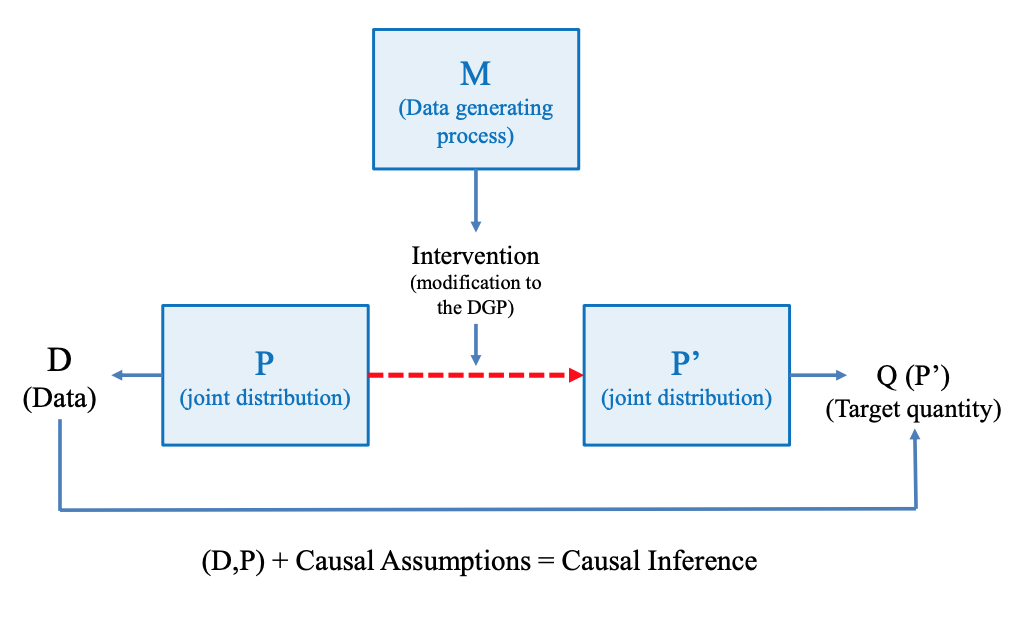 M
(Data generating
process)
Intervention
(modification to
the DGP)
D
(Data)
P
(joint distribution)
P’
(joint distribution)
Q (P’)
(Target quantity)
(D,P) + Causal Assumptions = Causal Inference